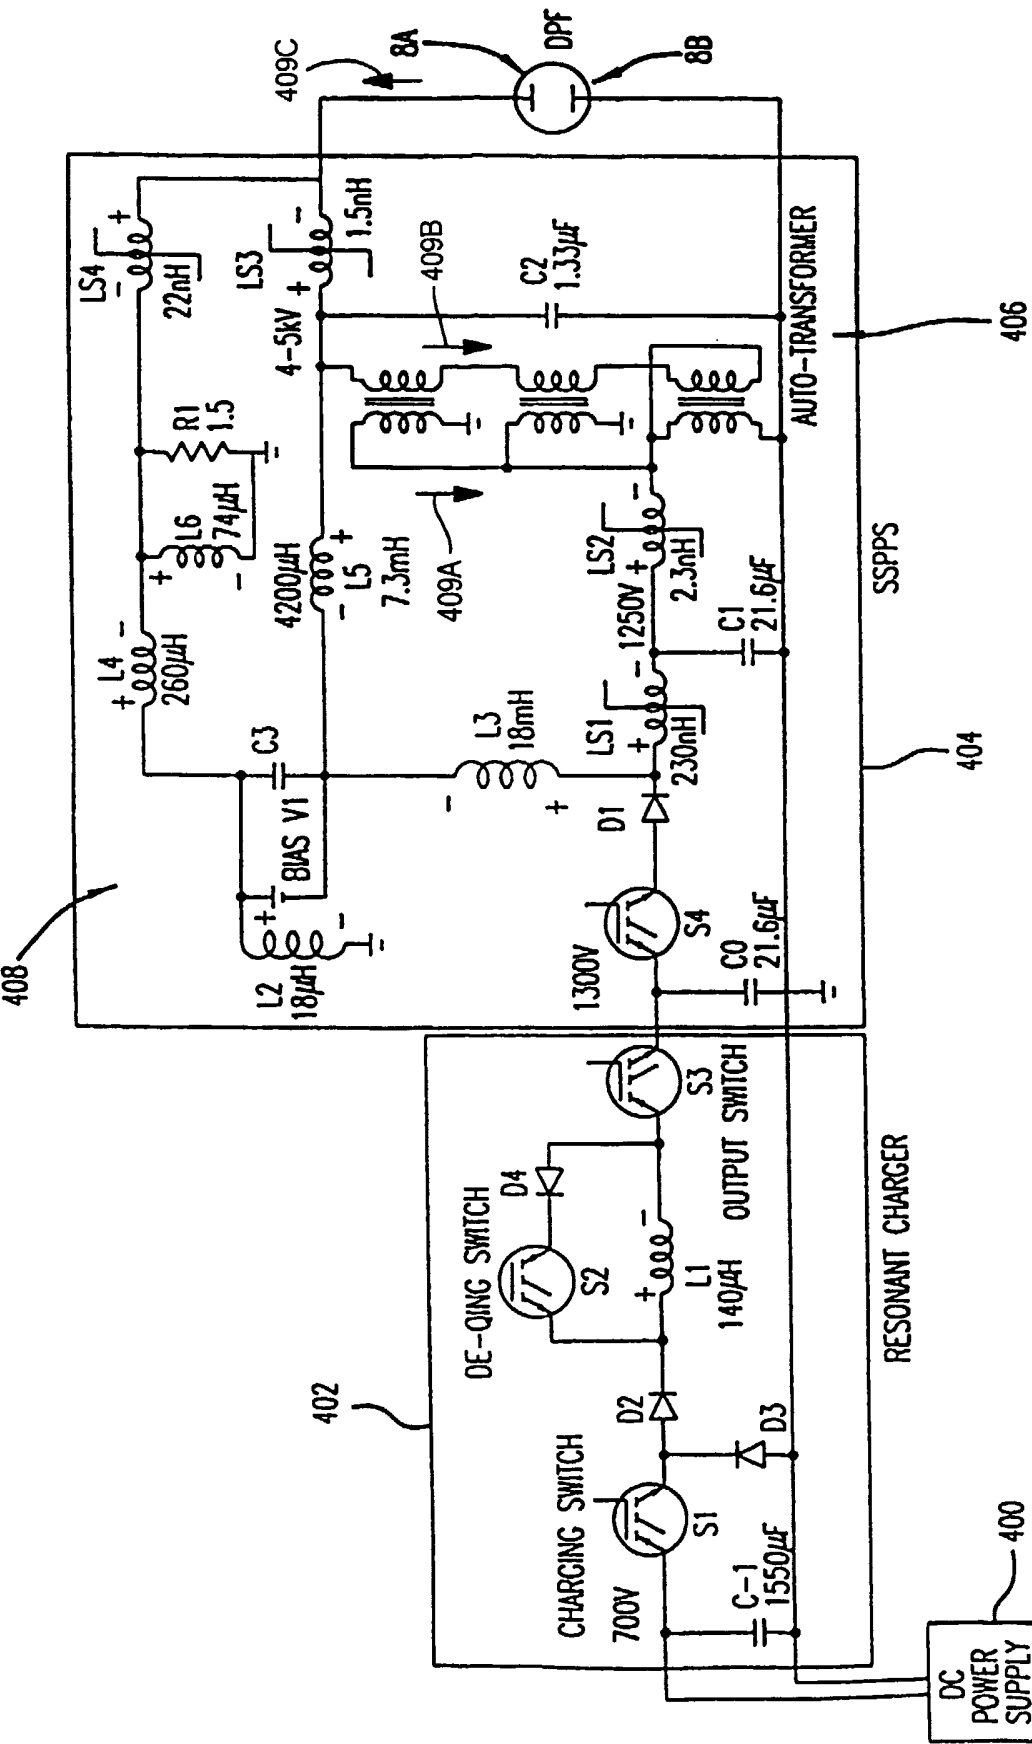 408
LS4
22nH
L4
260µH
L6
74µH
R1
1.5
409C
8A
DPF
8B
C3
BIAS V1
L2
18µH
4200µH
L5
7.3mH
4-5kV
LS3
1.5nH
409B
409A
C2
1.33µF
L3
18mH
LS1
230nH
1250V
LS2
2.3nH
C1
21.6µF
AUTO-TRANSFORMER
406
1300V
S4
D1
C0
21.6µF
404
SSPPS
402
DE-QING SWITCH
S2
D4
CHARGING SWITCH
700V
S1
D2
D3
L1
140µH
S3
OUTPUT SWITCH
C-1
1550µF
RESONANT CHARGER
400
DC
POWER
SUPPLY